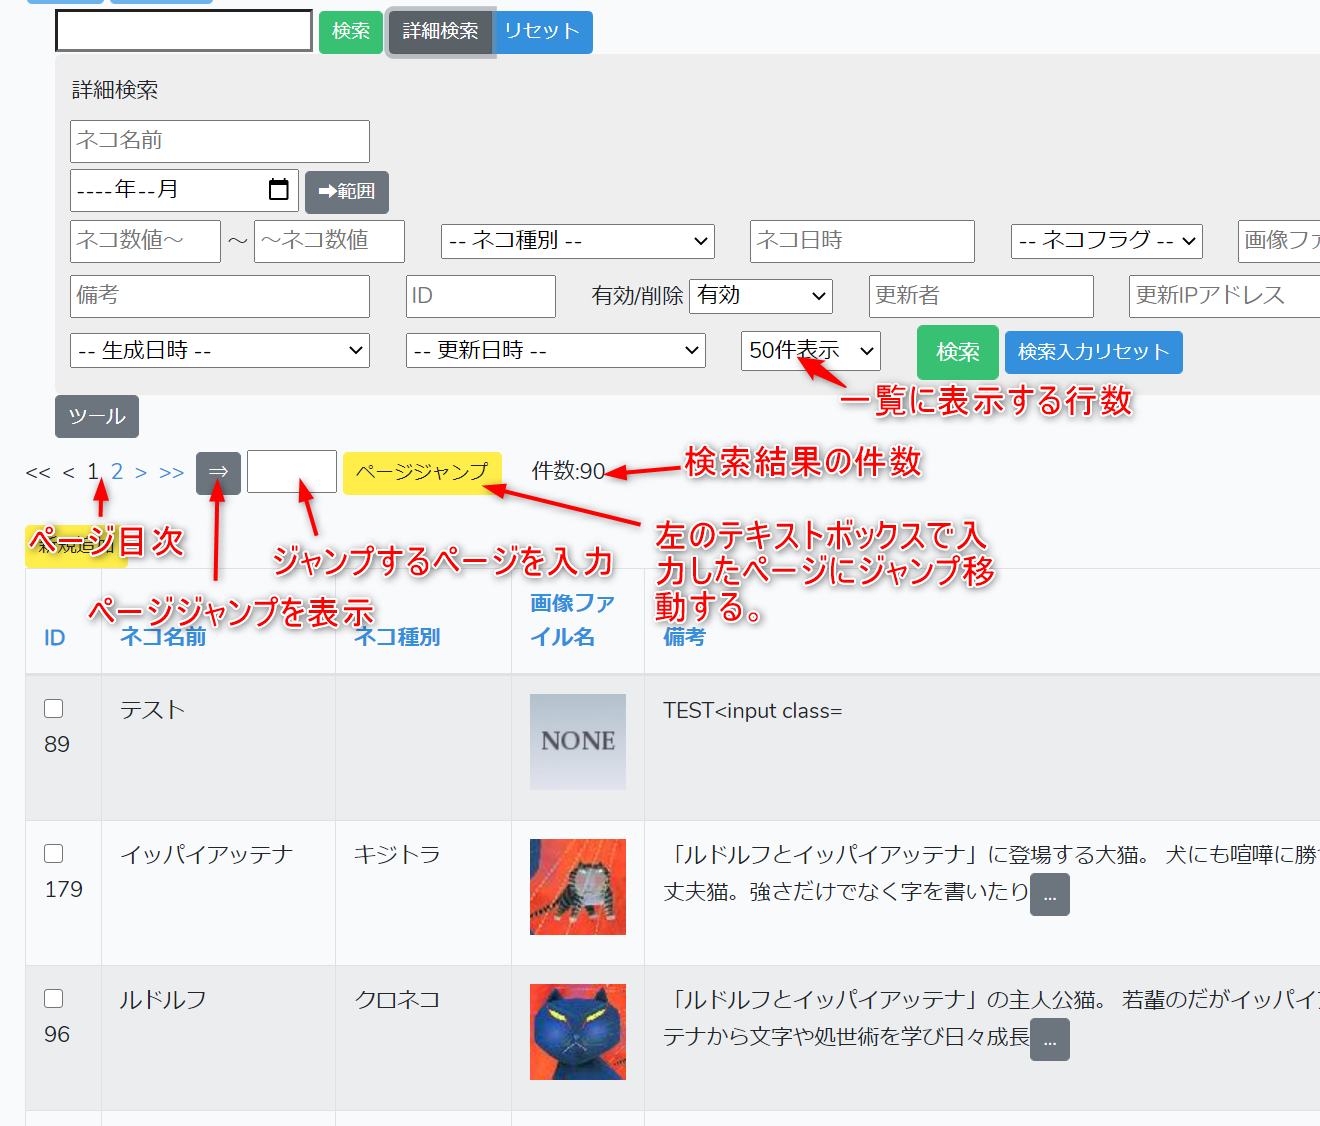 検索 詳細検索 リセット
詳細検索
ネコ名前
----年--月 ➡範囲
ネコ数値～ ～ ～ネコ数値 -- ネコ種別 -- ネコ日時 -- ネコフラグ -- 画像ファ
備考 ID 有効/削除 有効 更新者 更新IPアドレス
-- 生成日時 -- -- 更新日時 -- 50件表示 検索 検索入力リセット
一覧に表示する行数
ツール
<< < 1 2 > >> ⇒ ページジャンプ 件数:90
検索結果の件数
ページ目次
新規追加
ジャンプするページを入力
左のテキストボックスで入
力したページにジャンプ移
動する。
ページジャンプを表示
ID ネコ名前 ネコ種別 画像ファ
イル名 備考
テスト NONE TEST<input class=
89
イッパイアッテナ キジトラ 「ルドルフとイッパイアッテナ」に登場する大猫。 犬にも喧嘩に勝
179 丈夫猫。強さだけでなく字を書いたり ...
ルドルフ クロネコ 「ルドルフとイッパイアッテナ」の主人公猫。 若輩のだがイッパイ
96 テナから文字や処世術を学び日々成長 ...